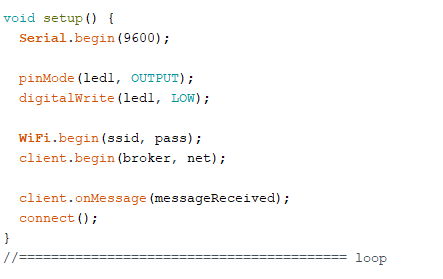 void setup() {
  Serial.begin(9600);

  pinMode(led1, OUTPUT);
  digitalWrite(led1, LOW);

  WiFi.begin(ssid, pass);
  client.begin(broker, net);

  client.onMessage(messageReceived);
  connect();
}
//========================================= loop